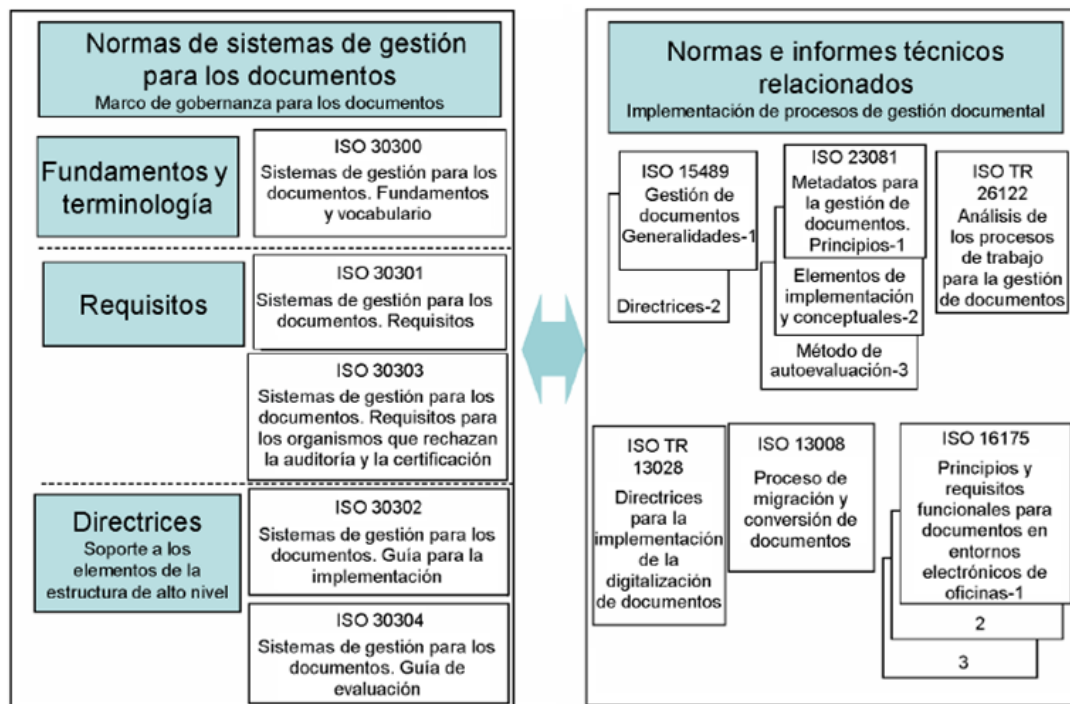 Normas de sistemas de gestión
para los documentos
Marco de gobernanza para los documentos
Fundamentos y
terminología
ISO 30300
Sistemas de gestión para los
documentos. Fundamentos
y vocabulario
Requisitos
ISO 30301
Sistemas de gestión para los
documentos. Requisitos
ISO 30303
Sistemas de gestión para los
documentos. Requisitos para
los organismos que rechazan
la auditoría y la certificación
Directrices
Soporte a los
elementos de la
estructura de alto nivel
ISO 30302
Sistemas de gestión para los
documentos. Guía para la
implementación
ISO 30304
Sistemas de gestión para los
documentos. Guía de
evaluación
Normas e informes técnicos
relacionados
Implementación de procesos de gestión documental
ISO 15489
Gestión de
documentos
Generalidades-1
Directrices-2
ISO 23081
Metadatos para
la gestión de
documentos.
Principios-1
Elementos de
implementación
y conceptuales-2
Método de
autoevaluación-3
ISO TR
26122
Análisis de
los procesos
de trabajo
para la gestión
de documentos
ISO TR
13028
Directrices
para la
implementación
de la
digitalización
de documentos
ISO 13008
Proceso de
migración y
conversión de
documentos
ISO 16175
Principios y
requisitos
funcionales para
documentos en
entornos
electrónicos de
oficinas-1
2
3